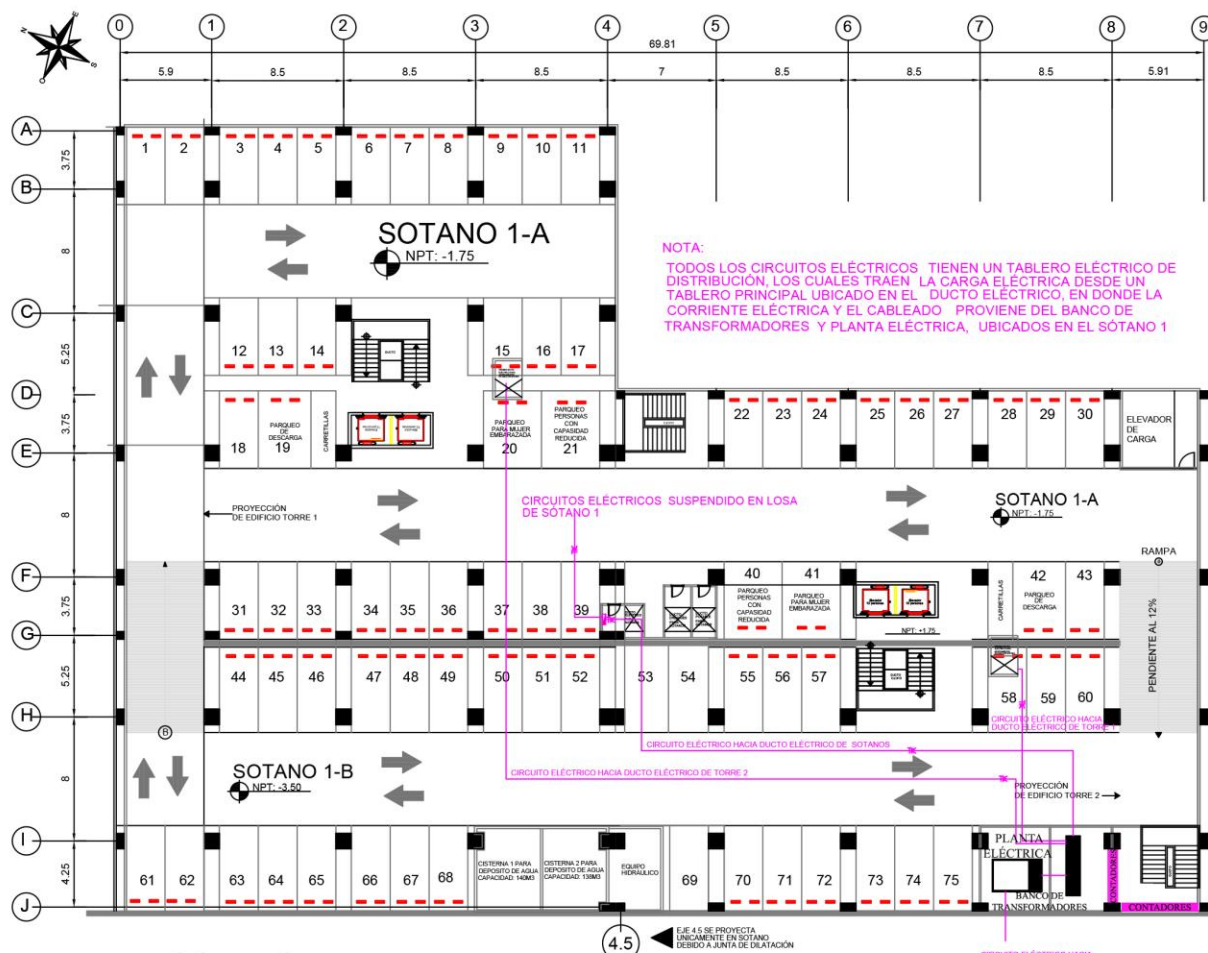 N
E
S
O
0 1 2 3 4 5 6 7 8 9
69.81
5.9 8.5 8.5 8.5 7 8.5 8.5 8.5 5.91
A
3.75
1 2 3 4 5 6 7 8 9 10 11
B
8
SOTANO 1-A
NPT: -1.75
NOTA:
TODOS LOS CIRCUITOS ELÉCTRICOS TIENEN UN TABLERO ELÉCTRICO DE
DISTRIBUCIÓN, LOS CUALES TRAEN LA CARGA ELÉCTRICA DESDE UN
TABLERO PRINCIPAL UBICADO EN EL DUCTO ELÉCTRICO, EN DONDE LA
CORRIENTE ELÉCTRICA Y EL CABLEADO PROVIENE DEL BANCO DE
TRANSFORMADORES Y PLANTA ELÉCTRICA, UBICADOS EN EL SÓTANO 1
C
5.25
12 13 14 15 16 17
D
3.75
18
PARQUEO
DE
DESCARGA
19
CARRETILLAS
PARQUEO
PARA MUJER
EMBARAZADA
20
PARQUEO
PERSONAS
CON
CAPASIDAD
REDUCIDA
21
22 23 24 25 26 27 28 29 30
ELEVADOR
DE
CARGA
E
8
PROYECCIÓN
DE EDIFICIO TORRE 1
CIRCUITOS ELÉCTRICOS SUSPENDIDO EN LOSA
DE SÓTANO 1
SOTANO 1-A
NPT: -1.75
RAMPA
F
3.75
31 32 33 34 35 36 37 38 39
40
PARQUEO
PERSONAS
CON
CAPASIDAD
REDUCIDA
41
PARQUEO
PARA MUJER
EMBARAZADA
NPT: +1.75
CARRETILLAS
42
PARQUEO
DE
DESCARGA
43
PENDIENTE AL 12%
G
5.25
44 45 46 47 48 49 50 51 52 53 54 55 56 57 58 59 60
CIRCUITO ELÉCTRICO HACIA
DUCTO ELÉCTRICO DE TORRE 1
H
8
B
CIRCUITO ELÉCTRICO HACIA DUCTO ELÉCTRICO DE SOTANOS
SOTANO 1-B
NPT: -3.50
CIRCUITO ELÉCTRICO HACIA DUCTO ELÉCTRICO DE TORRE 2
PROYECCIÓN
DE EDIFICIO TORRE 2
I
4.25
61 62 63 64 65 66 67 68
CISTERNA 1 PARA
DEPOSITO DE AGUA
CAPACIDAD: 140M3
CISTERNA 2 PARA
DEPOSITO DE AGUA
CAPACIDAD: 138M3
EQUIPO
HIDRAULICO
69 70 71 72 73 74 75
PLANTA
ELÉCTRICA
BANCO DE
TRANSFORMADORES
CONTADORES
CONTADORES
J
4.5
EJE 4.5 SE PROYECTA
UNICAMENTE EN SOTANO
DEBIDO A JUNTA DE DILATACIÓN